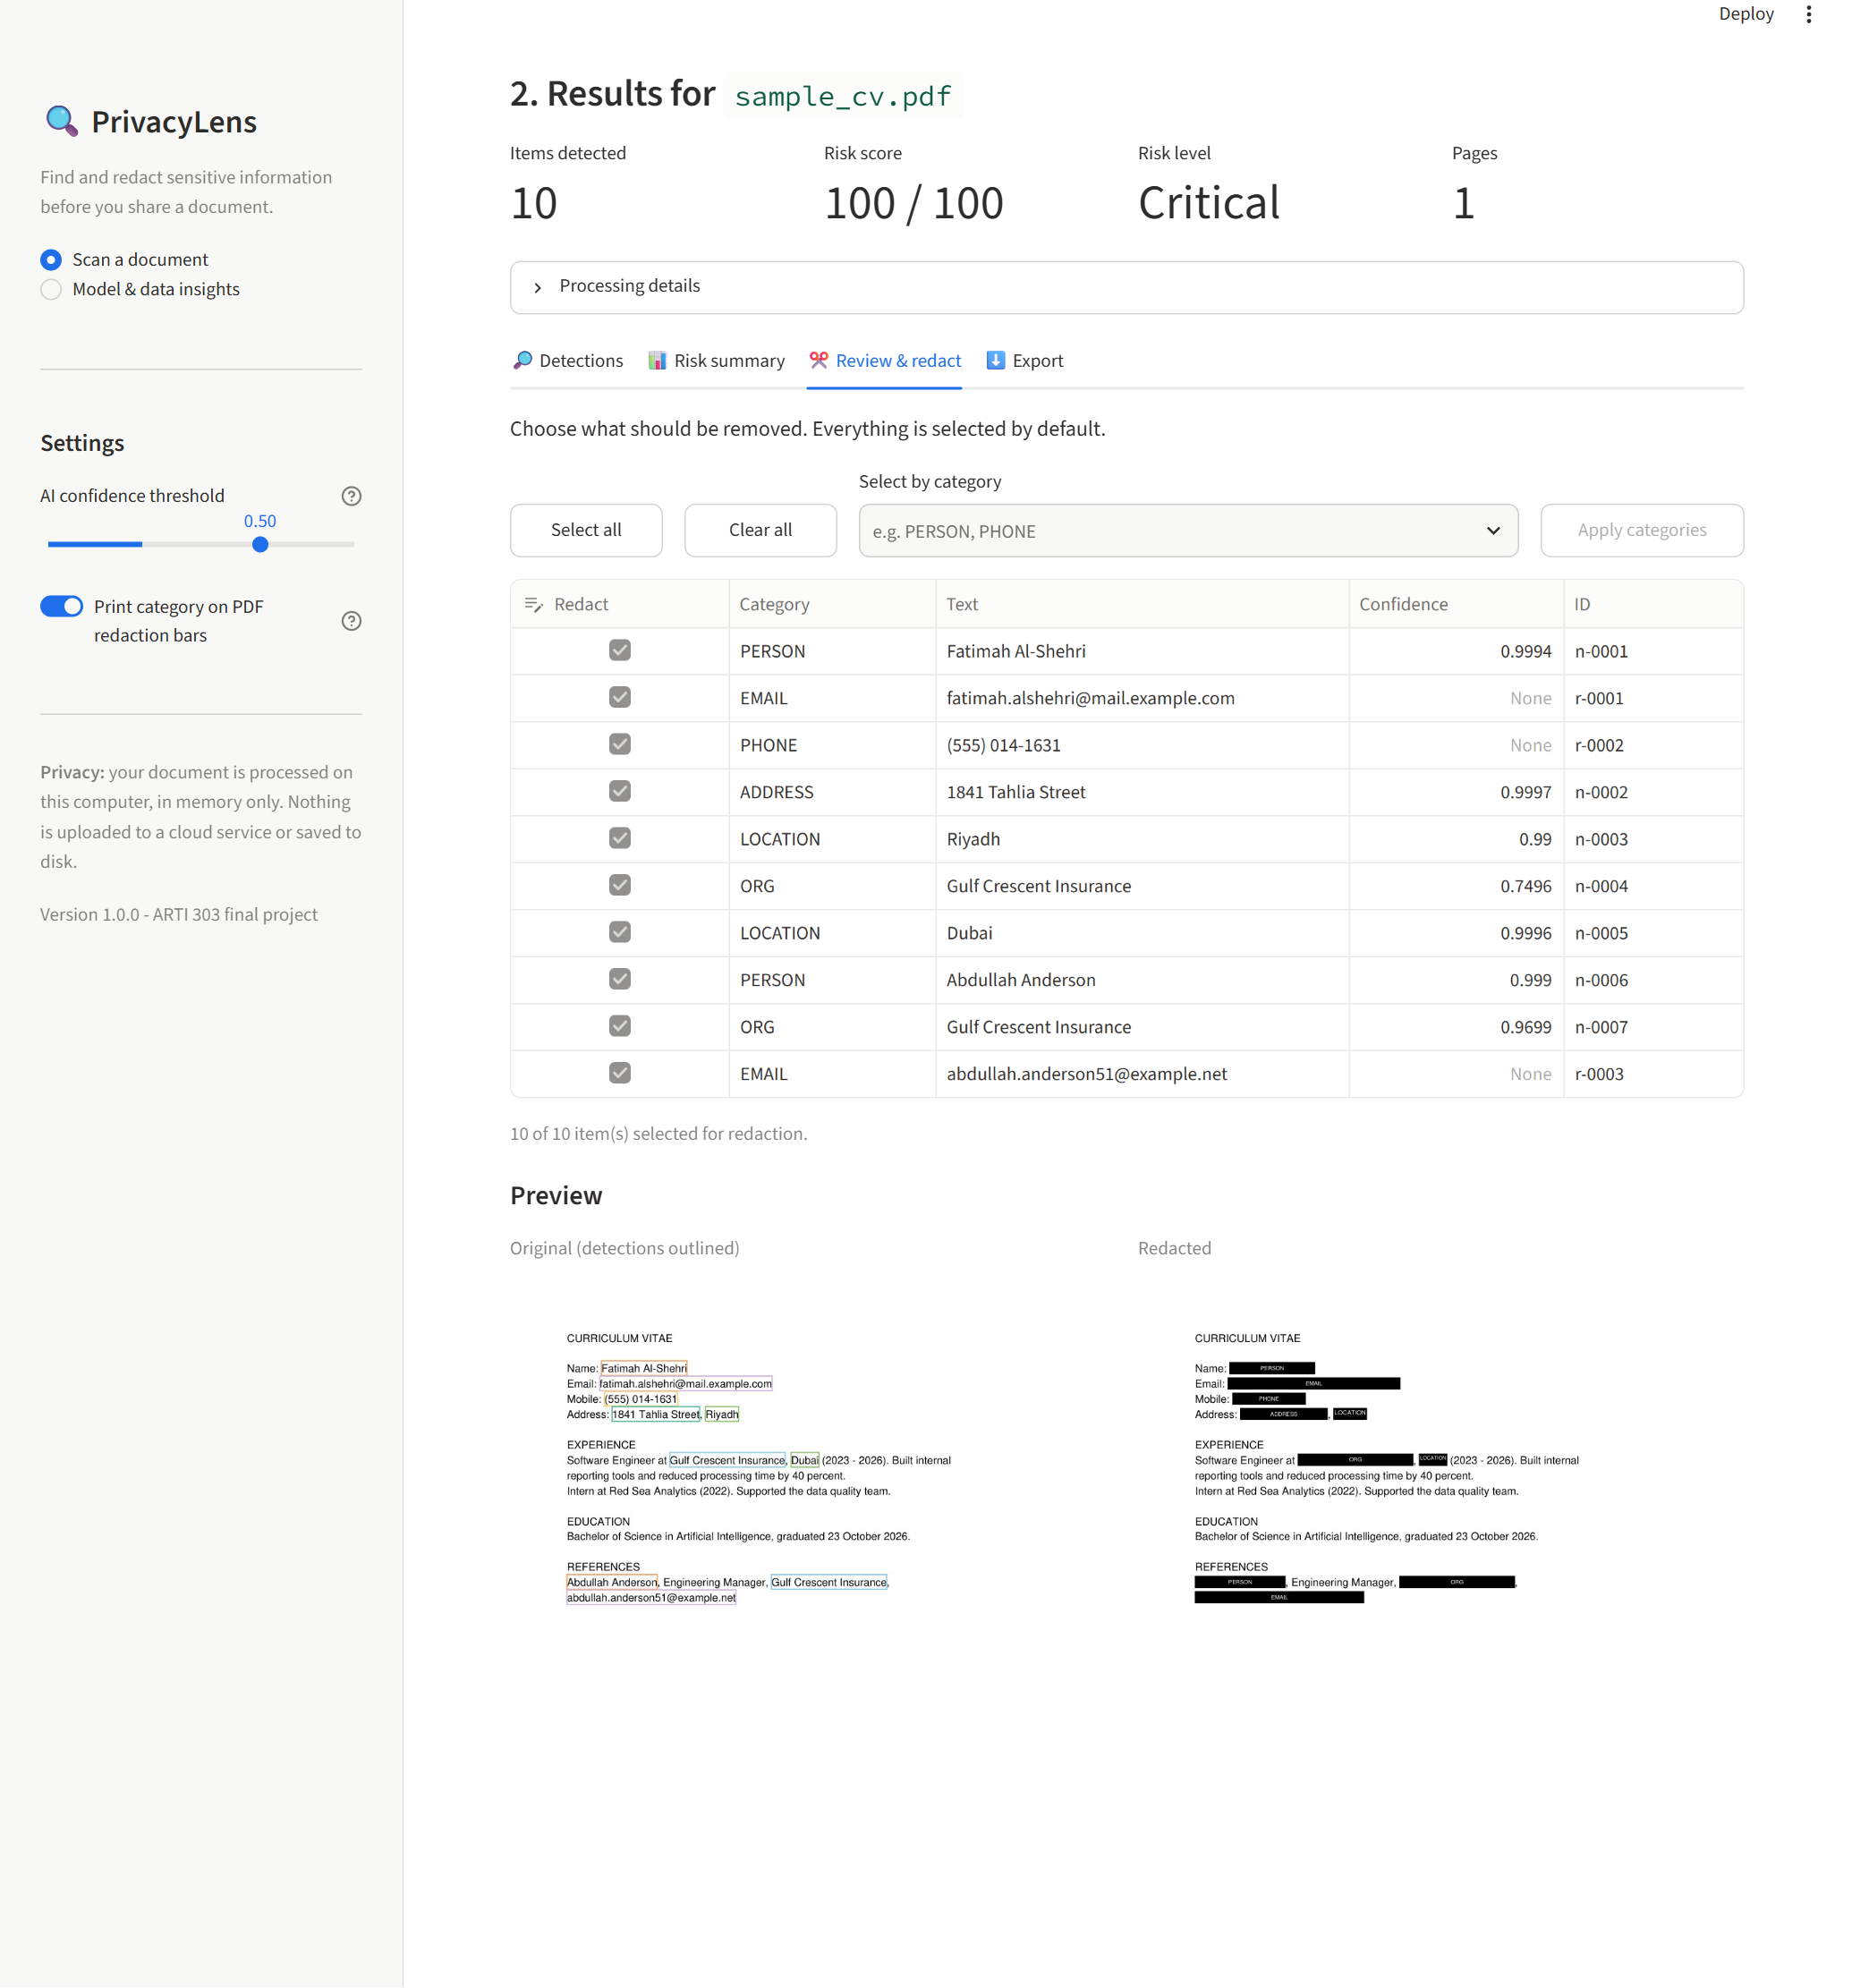 Deploy
PrivacyLens
Find and redact sensitive information
before you share a document.
Scan a document
Model & data insights
Settings
AI confidence threshold
0.50
Print category on PDF
redaction bars
Privacy: your document is processed on
this computer, in memory only. Nothing
is uploaded to a cloud service or saved to
disk.
Version 1.0.0 - ARTI 303 final project
2. Results for sample_cv.pdf
Items detected Risk score Risk level Pages
10 100 / 100 Critical 1
Processing details
Detections Risk summary Review & redact Export
Choose what should be removed. Everything is selected by default.
Select by category
Select all Clear all e.g. PERSON, PHONE Apply categories
Redact Category Text Confidence ID
PERSON Fatimah Al-Shehri 0.9994 n-0001
EMAIL fatimah.alshehri@mail.example.com None r-0001
PHONE (555) 014-1631 None r-0002
ADDRESS 1841 Tahlia Street 0.9997 n-0002
LOCATION Riyadh 0.99 n-0003
ORG Gulf Crescent Insurance 0.7496 n-0004
LOCATION Dubai 0.9996 n-0005
PERSON Abdullah Anderson 0.999 n-0006
ORG Gulf Crescent Insurance 0.9699 n-0007
EMAIL abdullah.anderson51@example.net None r-0003
10 of 10 item(s) selected for redaction.
Preview
Original (detections outlined)
CURRICULUM VITAE
Name: Fatimah Al-Shehri
Email: fatimah.alshehri@mail.example.com
Mobile: (555) 014-1631
Address: 1841 Tahlia Street, Riyadh
EXPERIENCE
Software Engineer at Gulf Crescent Insurance, Dubai (2023 - 2026). Built internal
reporting tools and reduced processing time by 40 percent.
Intern at Red Sea Analytics (2022). Supported the data quality team.
EDUCATION
Bachelor of Science in Artificial Intelligence, graduated 23 October 2026.
REFERENCES
Abdullah Anderson, Engineering Manager, Gulf Crescent Insurance,
abdullah.anderson51@example.net
Redacted
CURRICULUM VITAE
Name: PERSON
Email: EMAIL
Mobile: PHONE
Address: ADDRESS, LOCATION
EXPERIENCE
Software Engineer at ORG, LOCATION (2023 - 2026). Built internal
reporting tools and reduced processing time by 40 percent.
Intern at Red Sea Analytics (2022). Supported the data quality team.
EDUCATION
Bachelor of Science in Artificial Intelligence, graduated 23 October 2026.
REFERENCES
PERSON, Engineering Manager, ORG,
EMAIL